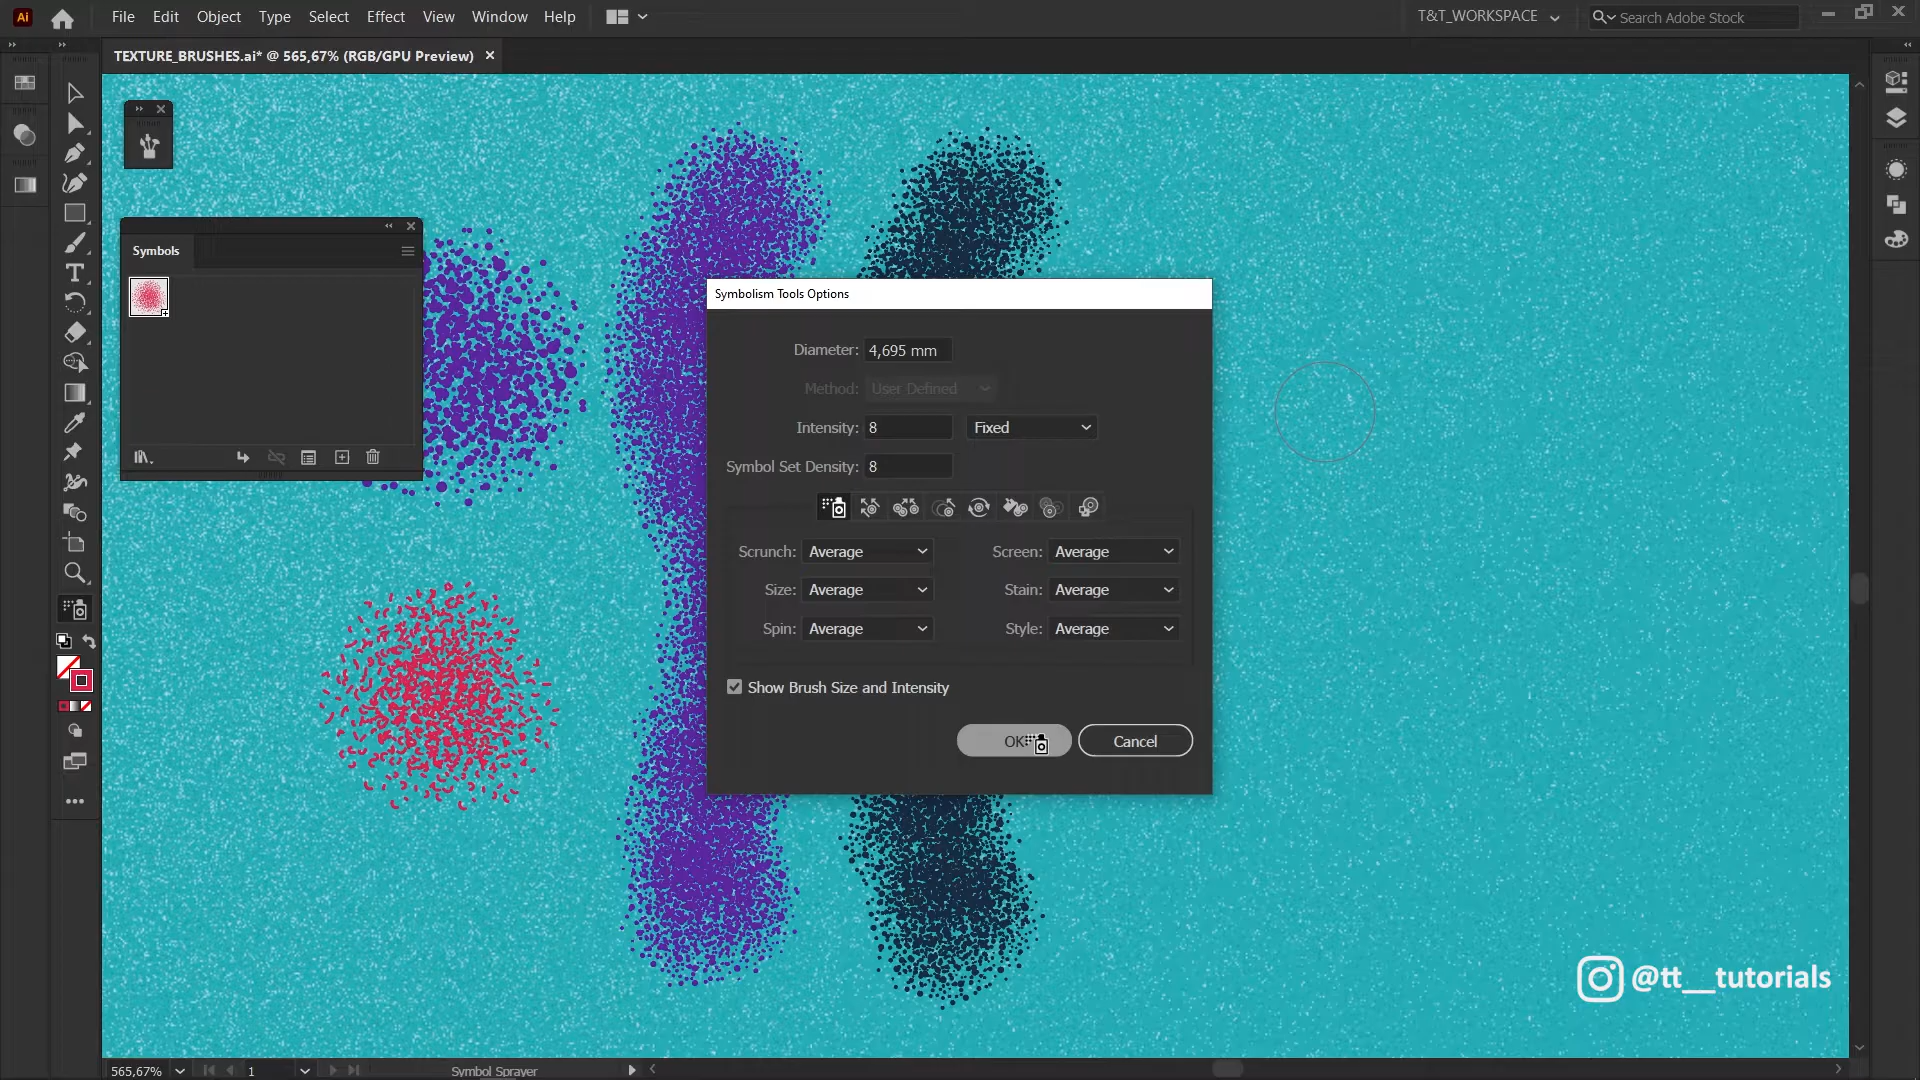 Ai File Edit Object Type Select Effect View Window Help T&T_WORKSPACE Search Adobe Stock
TEXTURE_BRUSHES.ai* @ 565,67% (RGB/GPU Preview)
Symbols
Symbolism Tools Options
Diameter: 4,695 mm
Method: User Defined
Intensity: 8 Fixed
Symbol Set Density: 8
Scrunch: Average Screen: Average
Size: Average Stain: Average
Spin: Average Style: Average
Show Brush Size and Intensity
OK Cancel
@tt__tutorials
565,67% 1 Symbol Sprayer